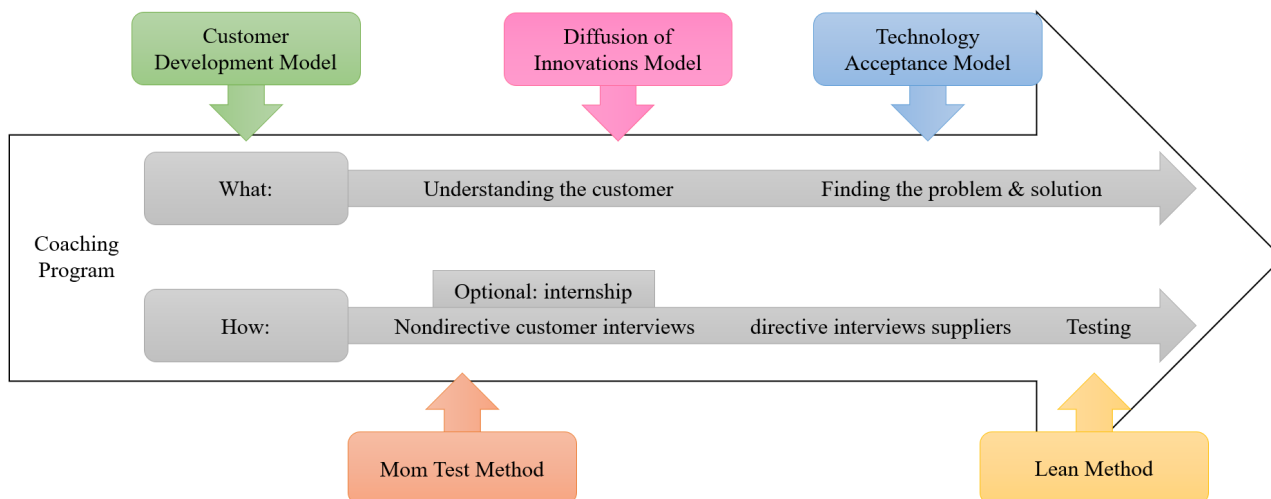 Customer
Development Model
Diffusion of
Innovations Model
Technology
Acceptance Model
What:
Understanding the customer
Finding the problem & solution
Coaching
Program
Optional: internship
How:
Nondirective customer interviews
directive interviews suppliers
Testing
Mom Test Method
Lean Method